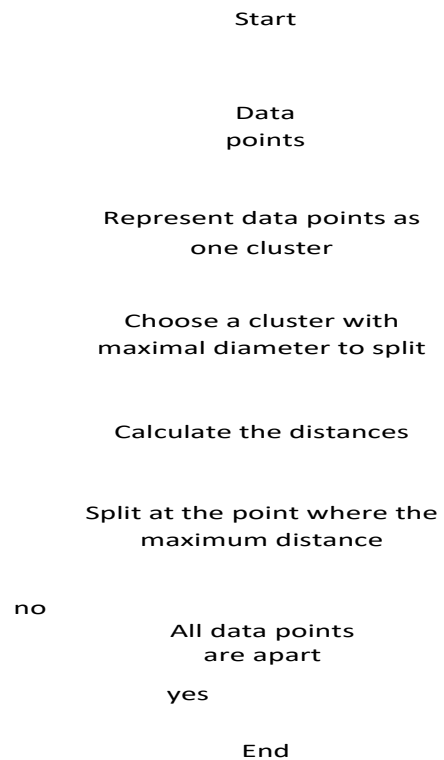 Start
Data
points
Represent data points as
one cluster
Choose a cluster with
maximal diameter to split
Calculate the distances
Split at the point where the
maximum distance
no
All data points
are apart
yes
End